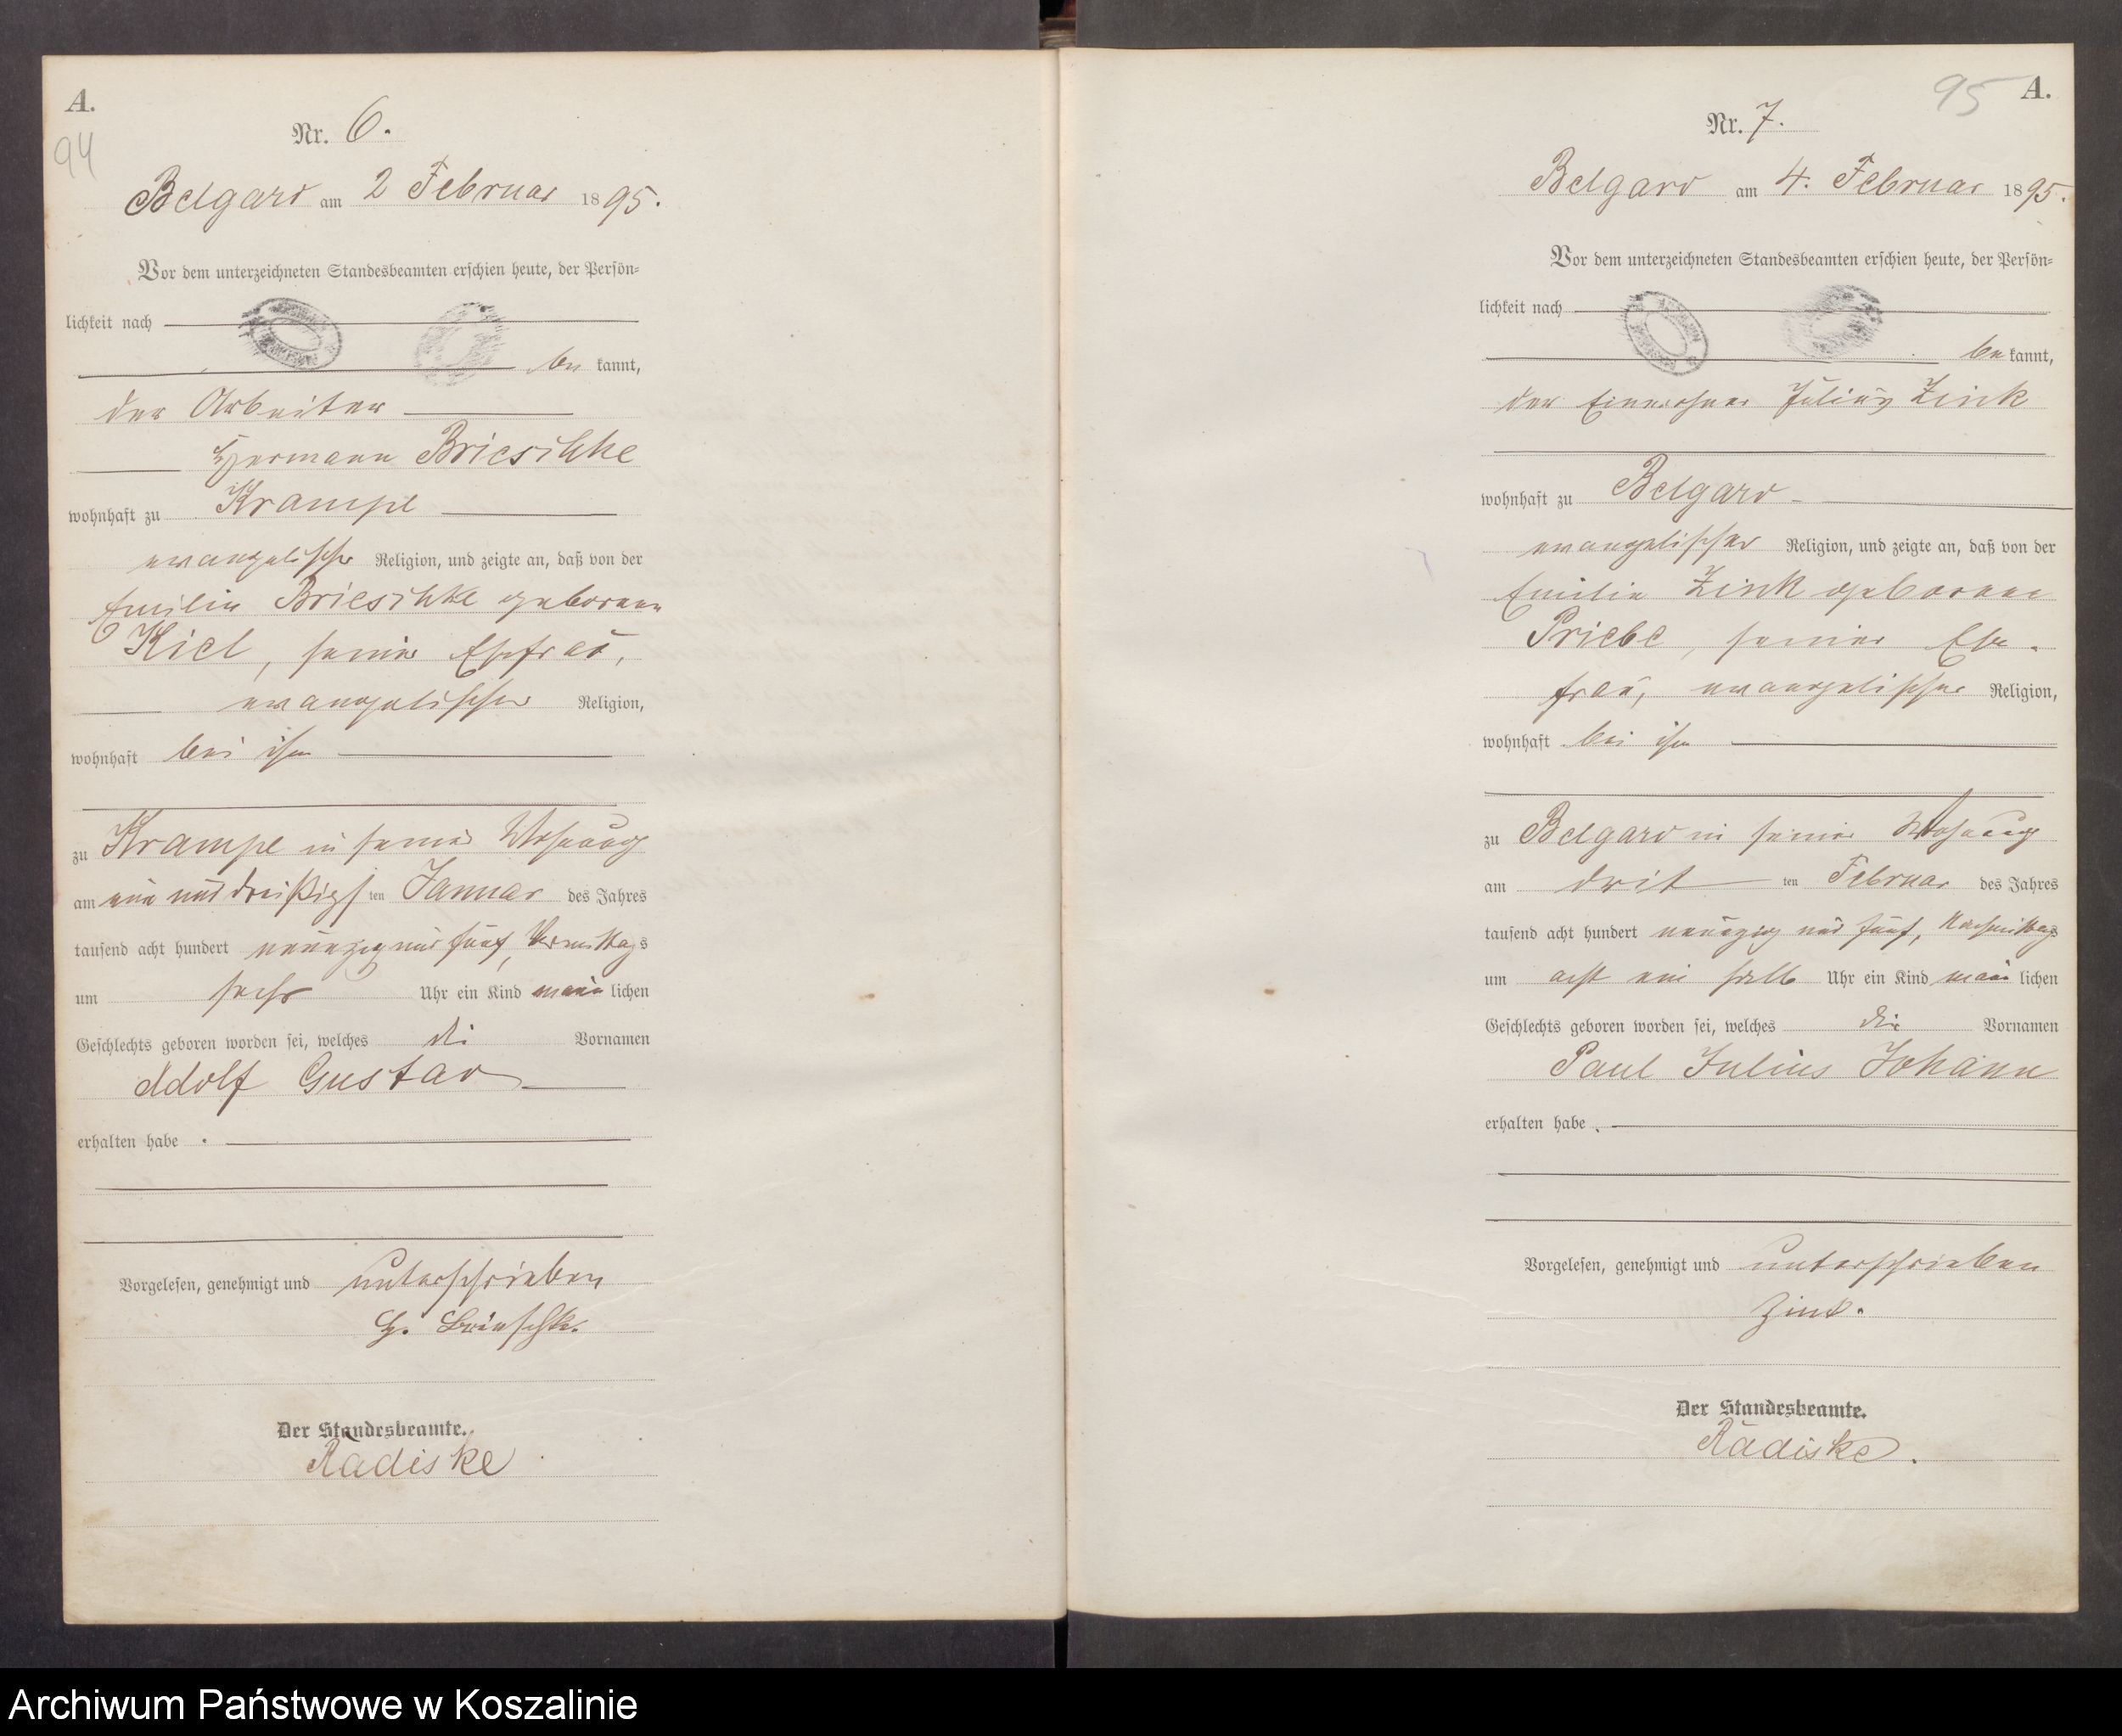 A.
94
Nr. 6.
Belgard am 2 Februar 1895.
Vor dem unterzeichneten Standesbeamten erschien heute, der Persön=
lichkeit nach
be kannt,
der Arbeiter
Hermann Brieschke
wohnhaft zu Krampe
evangelischer Religion, und zeigte an, daß von der
Emilie Brieschke geborenen
Kiel, seiner Ehefrau,
evangelischer Religion,
wohnhaft bei ihm
zu Krampe in seiner Wohnung
am ein und dreißigsten Januar des Jahres
tausend acht hundert neunzig und fünf, Vormittags
um sechs Uhr ein Kind männlichen
Geschlechts geboren worden sei, welches die Vornamen
Adolf Gustav
erhalten habe.
Vorgelesen, genehmigt und unterschrieben
H. Brieschk.
Der Standesbeamte.
Radiske
95 A.
Nr. 7.
Belgard am 4. Februar 1895.
Vor dem unterzeichneten Standesbeamten erschien heute, der Persön=
lichkeit nach
be kannt,
der Einwohner Julius Zink
wohnhaft zu Belgard
evangelischer Religion, und zeigte an, daß von der
Emilie Zink geborenen
Priebe, seiner Ehe-
frau, evangelischer Religion,
wohnhaft bei ihm
zu Belgard in seiner Wohnung
am dritten Februar des Jahres
tausend acht hundert neunzig und fünf, Nachmittags
um acht ein halb Uhr ein Kind männlichen
Geschlechts geboren worden sei, welches die Vornamen
Paul Julius Johann
erhalten habe.
Vorgelesen, genehmigt und unterschrieben
Zink.
Der Standesbeamte.
Radiske.
Archiwum Państwowe w Koszalinie